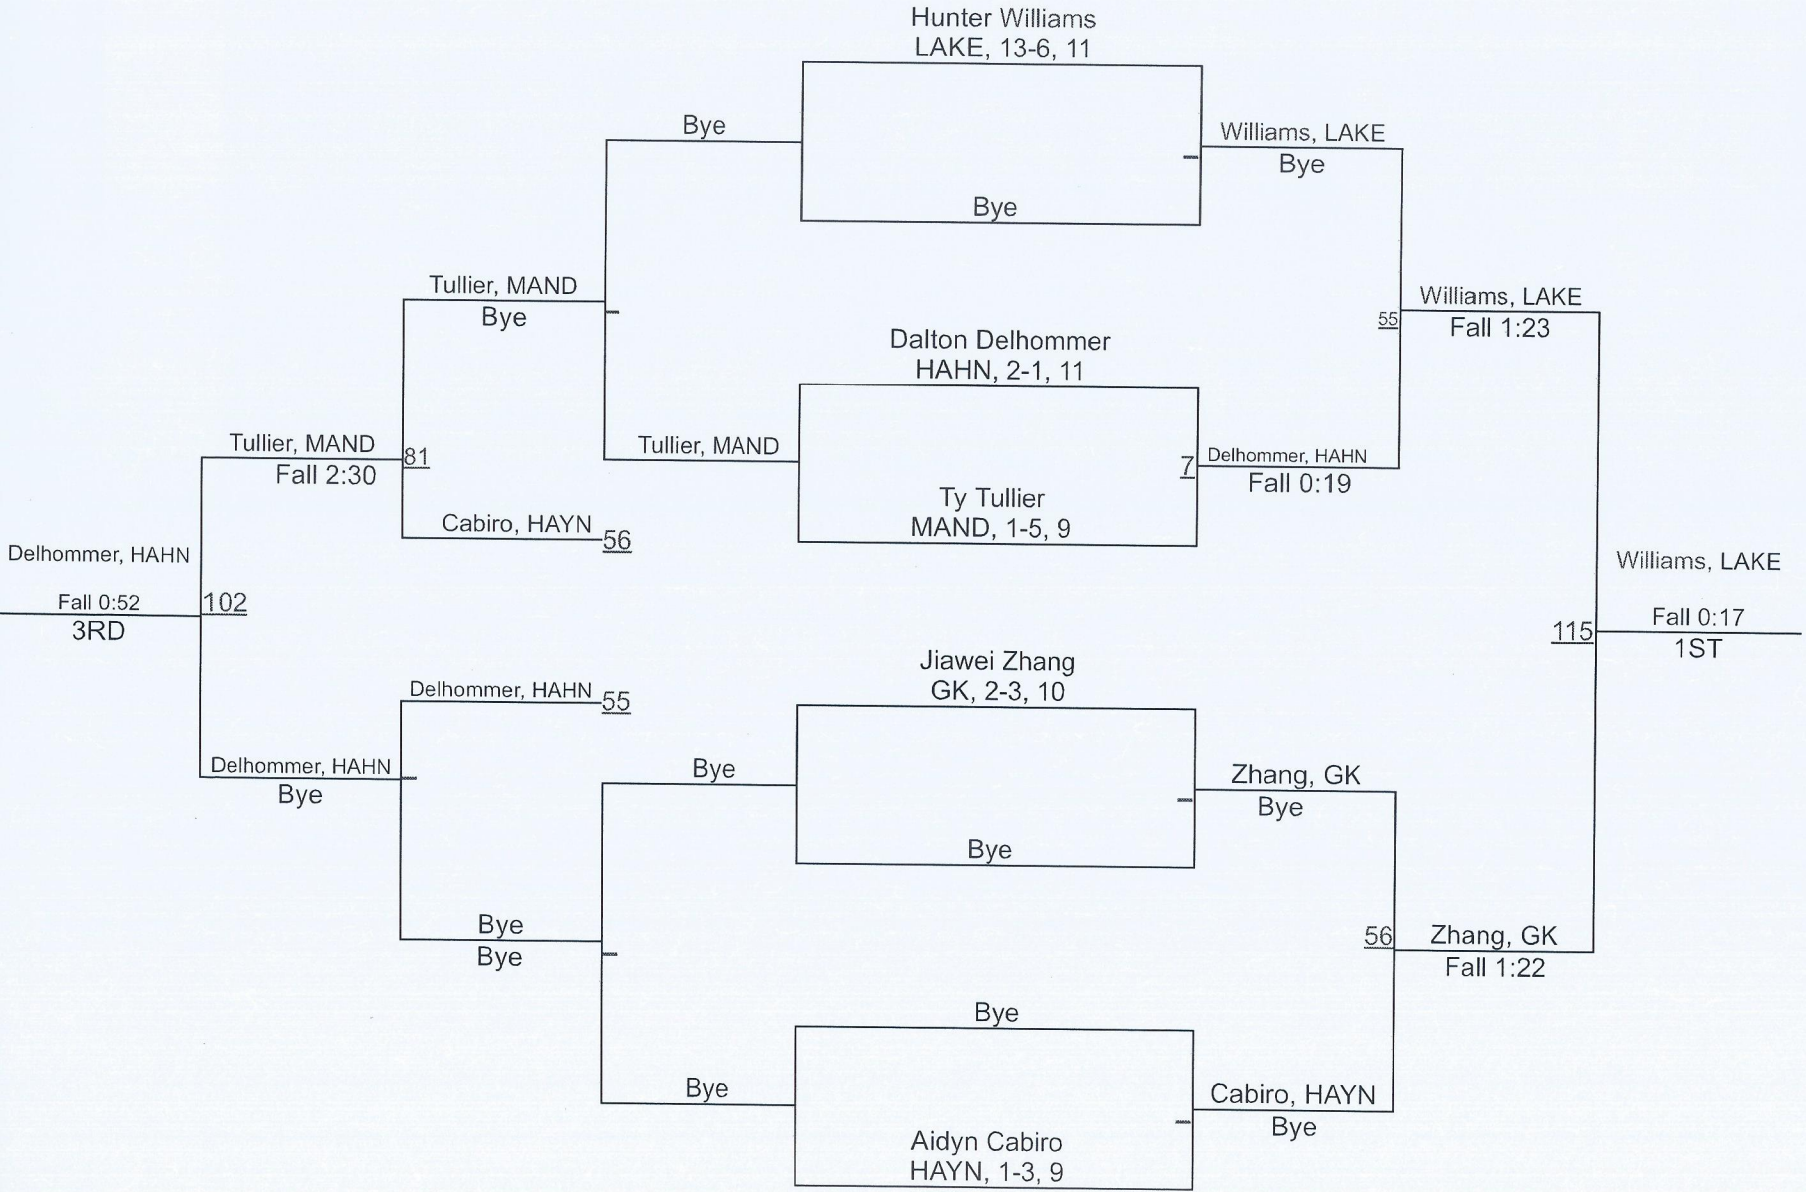 Hunter Williams
LAKE, 13-6, 11
Bye
Williams, LAKE
Bye
Bye
Tullier, MAND
Bye
Williams, LAKE
55
Fall 1:23
Dalton Delhommer
HAHN, 2-1, 11
Tullier, MAND
81
Fall 2:30
Tullier, MAND
7
Delhommer, HAHN
Fall 0:19
Ty Tullier
MAND, 1-5, 9
Cabiro, HAYN
56
Delhommer, HAHN
Fall 0:52
102
3RD
Williams, LAKE
Fall 0:17
115
1ST
Jiawei Zhang
GK, 2-3, 10
Delhommer, HAHN
55
Delhommer, HAHN
Bye
Bye
Zhang, GK
Bye
Bye
Bye
Bye
56
Zhang, GK
Fall 1:22
Bye
Bye
Cabiro, HAYN
Bye
Aidyn Cabiro
HAYN, 1-3, 9